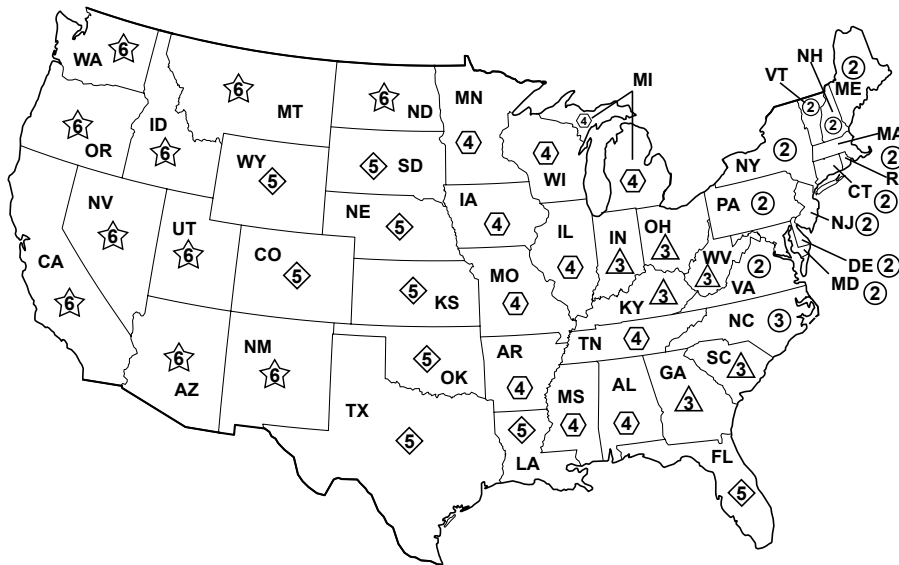 WA 6
6 MT
6 ND
MN 4
MI
4
NH
VT 2
ME 2
2
OR 6
ID 6
WY 5
5 SD
4 WI
4
NY 2
MA 2
R
CT 2
NV 6
UT 6
NE 5
IA 4
IL 4
IN 3
OH 3
PA 2
NJ 2
CA 6
CO 5
5 KS
MO 4
KY 3
WV 3
2 VA
DE 2
MD 2
6 AZ
NM 6
5 OK
AR 4
TN 4
NC 3
SC 3
TX 5
5 LA
MS 4
AL 4
GA 3
FL 5